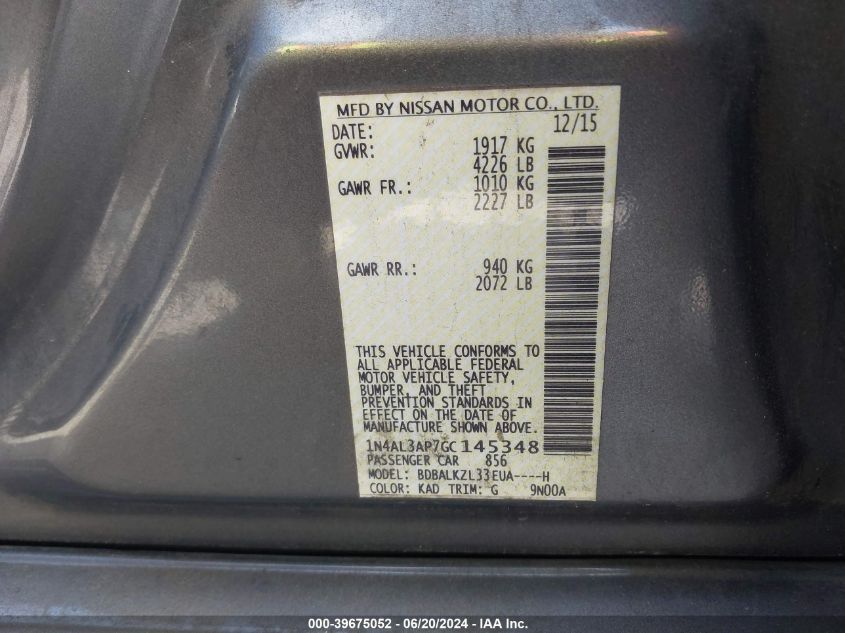 MFD BY NISSAN MOTOR CO., LTD.
DATE: 12/15
GVWR: 1917 KG
4226 LB
GAWR FR.: 1010 KG
2227 LB
GAWR RR.: 940 KG
2072 LB
THIS VEHICLE CONFORMS TO
ALL APPLICABLE FEDERAL
MOTOR VEHICLE SAFETY,
BUMPER, AND THEFT
PREVENTION STANDARDS IN
EFFECT ON THE DATE OF
MANUFACTURE SHOWN ABOVE.
1N4AL3AP7GC145348
PASSENGER CAR 856
MODEL: BDBALKZL33EUA----H
COLOR: KAD TRIM: G 9N00A
000-39675052 - 06/20/2024 - IAA Inc.